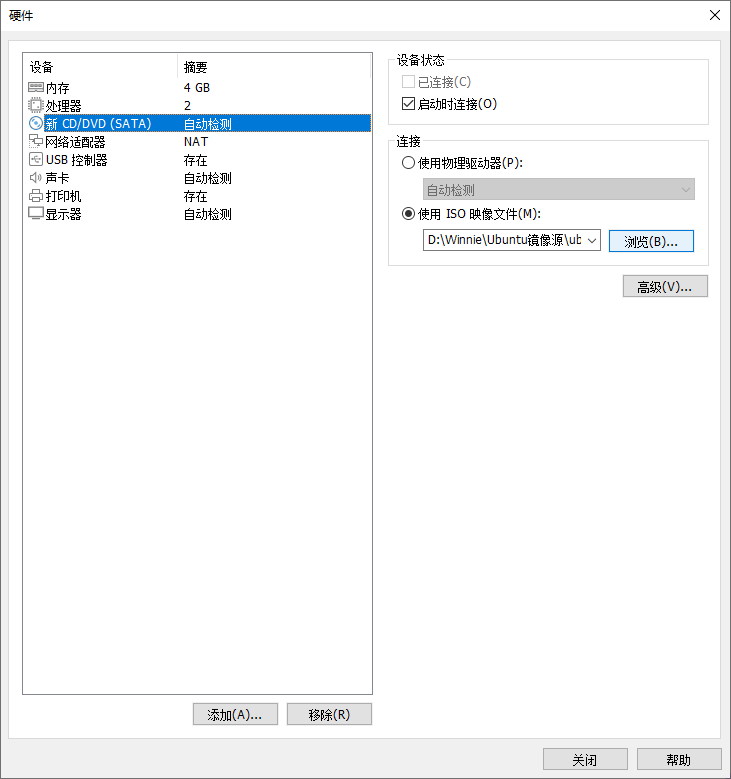 硬件
设备 摘要
内存 4 GB
处理器 2
新 CD/DVD (SATA) 自动检测
网络适配器 NAT
USB 控制器 存在
声卡 自动检测
打印机 存在
显示器 自动检测
添加(A)... 移除(R)
设备状态
已连接(C)
启动时连接(O)
连接
使用物理驱动器(P):
自动检测
使用 ISO 映像文件(M):
D:\Winnie\Ubuntu镜像源\ub 浏览(B)...
高级(V)...
关闭 帮助